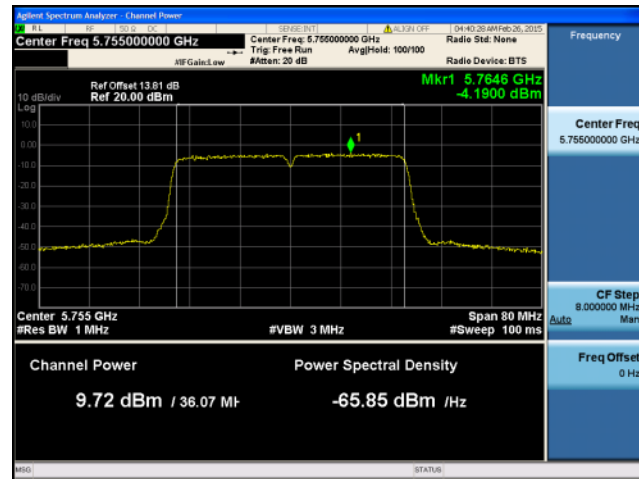 Agilent Spectrum Analyzer - Channel Power
RL RF 50 Ω DC SENSE:INT ALIGN OFF 04:40:28 AM Feb 26, 2015
Center Freq 5.755000000 GHz
Center Freq: 5.755000000 GHz
Radio Std: None
Trig: Free Run Avg|Hold: 100/100
#IFGain:Low #Atten: 20 dB Radio Device: BTS
Frequency
Mkr1 5.7646 GHz
-4.1900 dBm
Ref Offset 13.81 dB
10 dB/div Ref 20.00 dBm
Log
10.0
0.00
-10.0
-20.0
-30.0
-40.0
-50.0
-60.0
-70.0
1
Center 5.755 GHz Span 80 MHz
#Res BW 1 MHz #VBW 3 MHz #Sweep 100 ms
Channel Power
9.72 dBm / 36.07 MH
Power Spectral Density
-65.85 dBm /Hz
Center Freq
5.755000000 GHz
CF Step
8.000000 MHz
Auto Man
Freq Offset
0 Hz
MSG STATUS